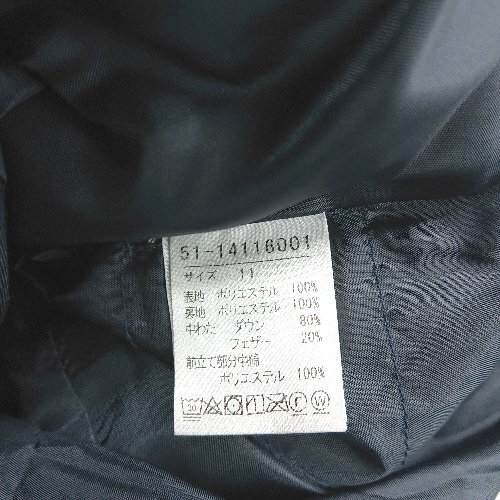 51-14116001
サイズ 11
表地 ポリエステル 100%
裏地 ポリエステル 100%
中わた ダウン 80%
フェザー 20%
前立て部分中綿
ポリエステル 100%